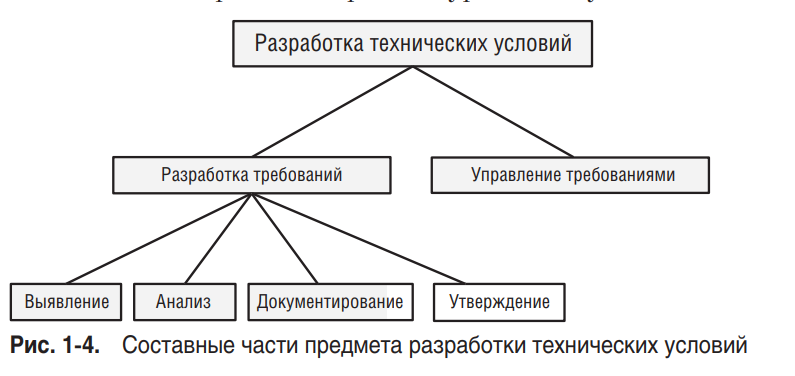 Разработка технических условий
Разработка требований
Управление требованиями
Выявление
Анализ
Документирование
Утверждение
Рис. 1-4. Составные части предмета разработки технических условий